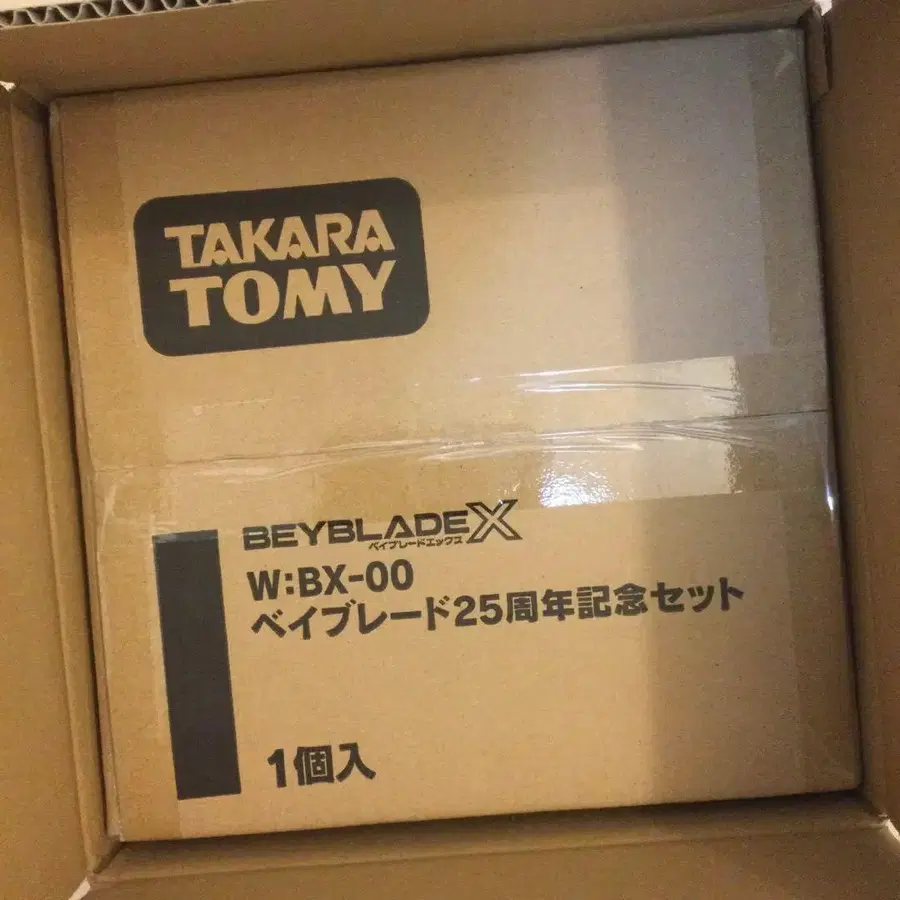 TAKARA
TOMY
BEYBLADE X
ベイブレードエックス
W:BX-00
ベイブレード25周年記念セット
1個入